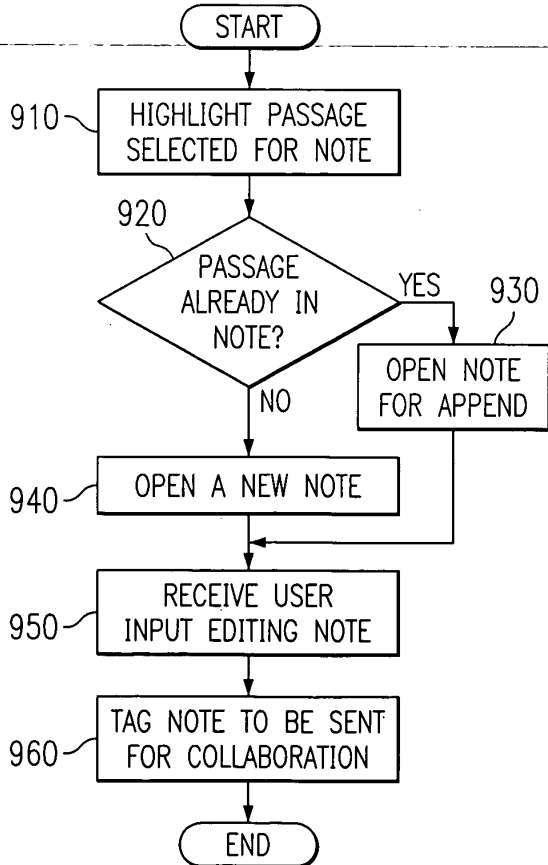 START
910
HIGHLIGHT PASSAGE
SELECTED FOR NOTE
920
PASSAGE
ALREADY IN
NOTE?
YES
930
OPEN NOTE
FOR APPEND
NO
940
OPEN A NEW NOTE
950
RECEIVE USER
INPUT EDITING NOTE
960
TAG NOTE TO BE SENT
FOR COLLABORATION
END